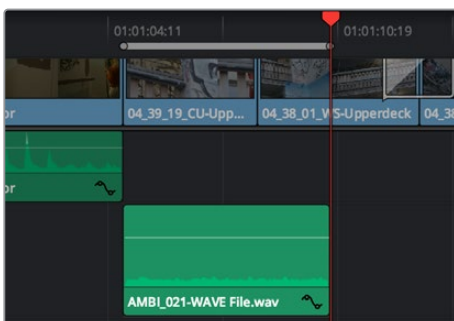 01:01:04:11
01:01:10:19
or
04_39_19_CU-Upp...
04_38_01_WS-Upperdeck
04_38
or
AMBI_021-WAVE File.wav